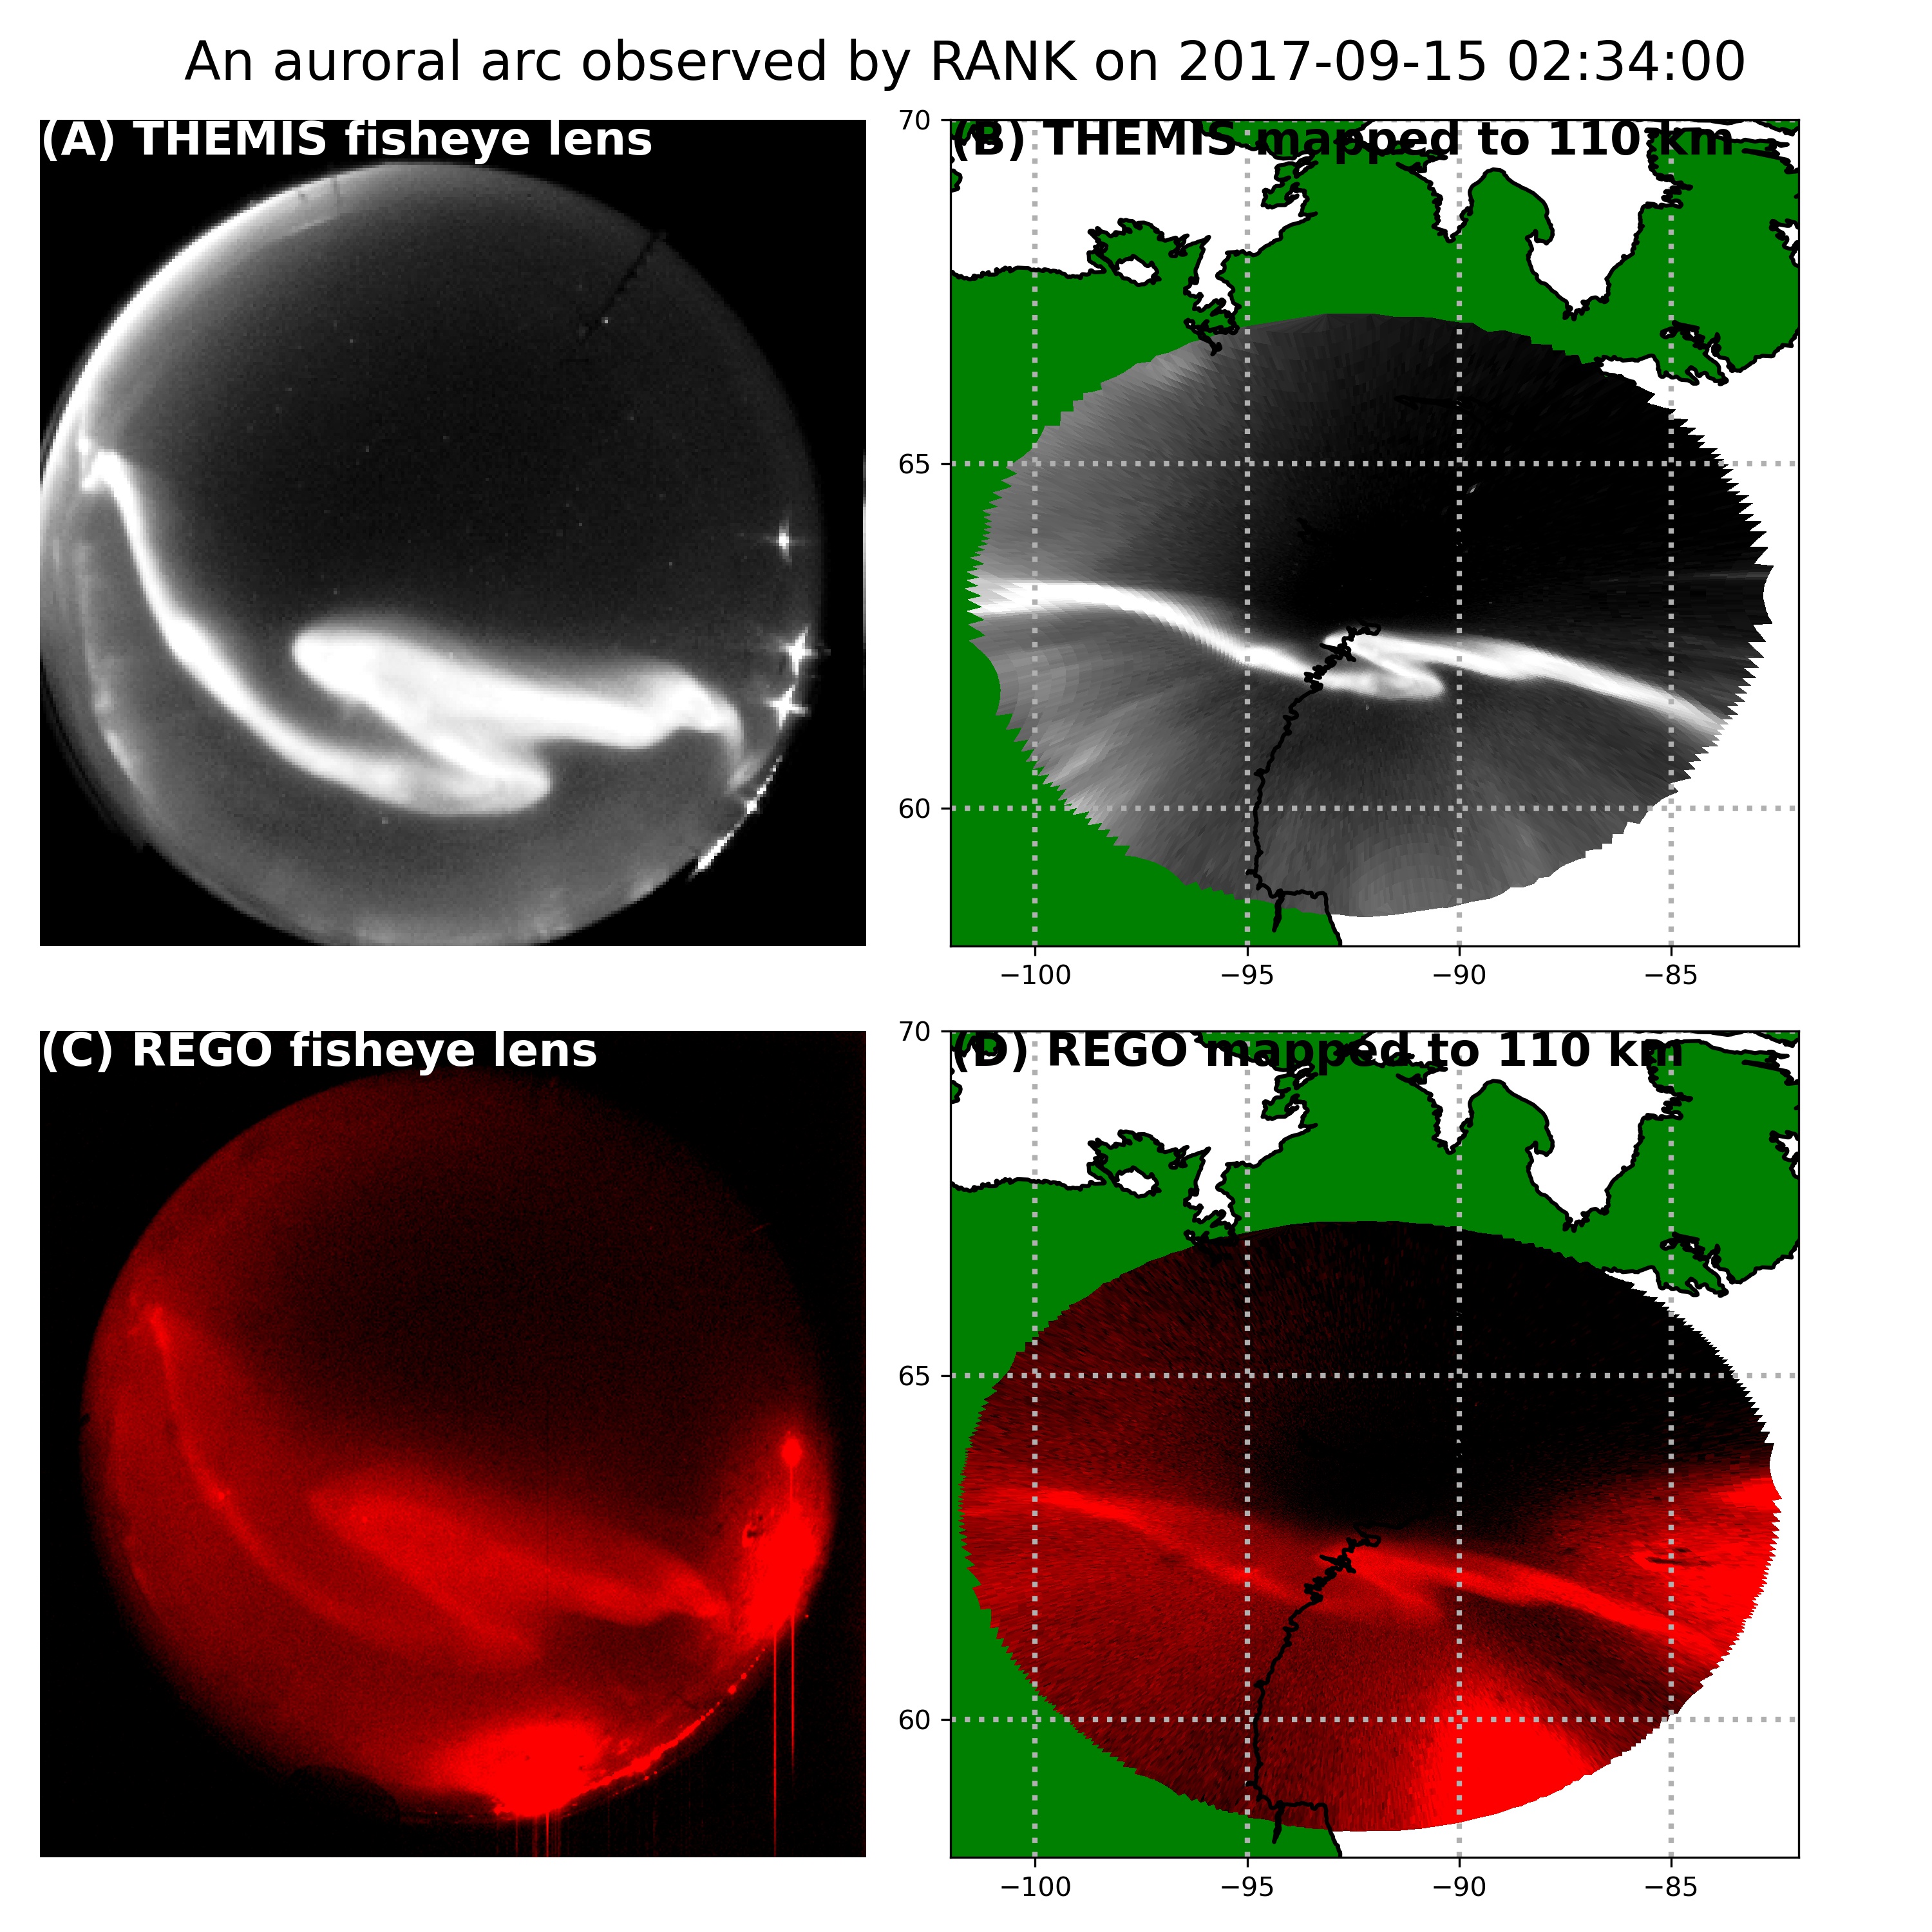 An auroral arc observed by RANK on 2017-09-15 02:34:00
(A) THEMIS fisheye lens
(B) THEMIS mapped to 110 km
70
65
60
−100 −95 −90 −85
(C) REGO fisheye lens
(D) REGO mapped to 110 km
70
65
60
−100 −95 −90 −85